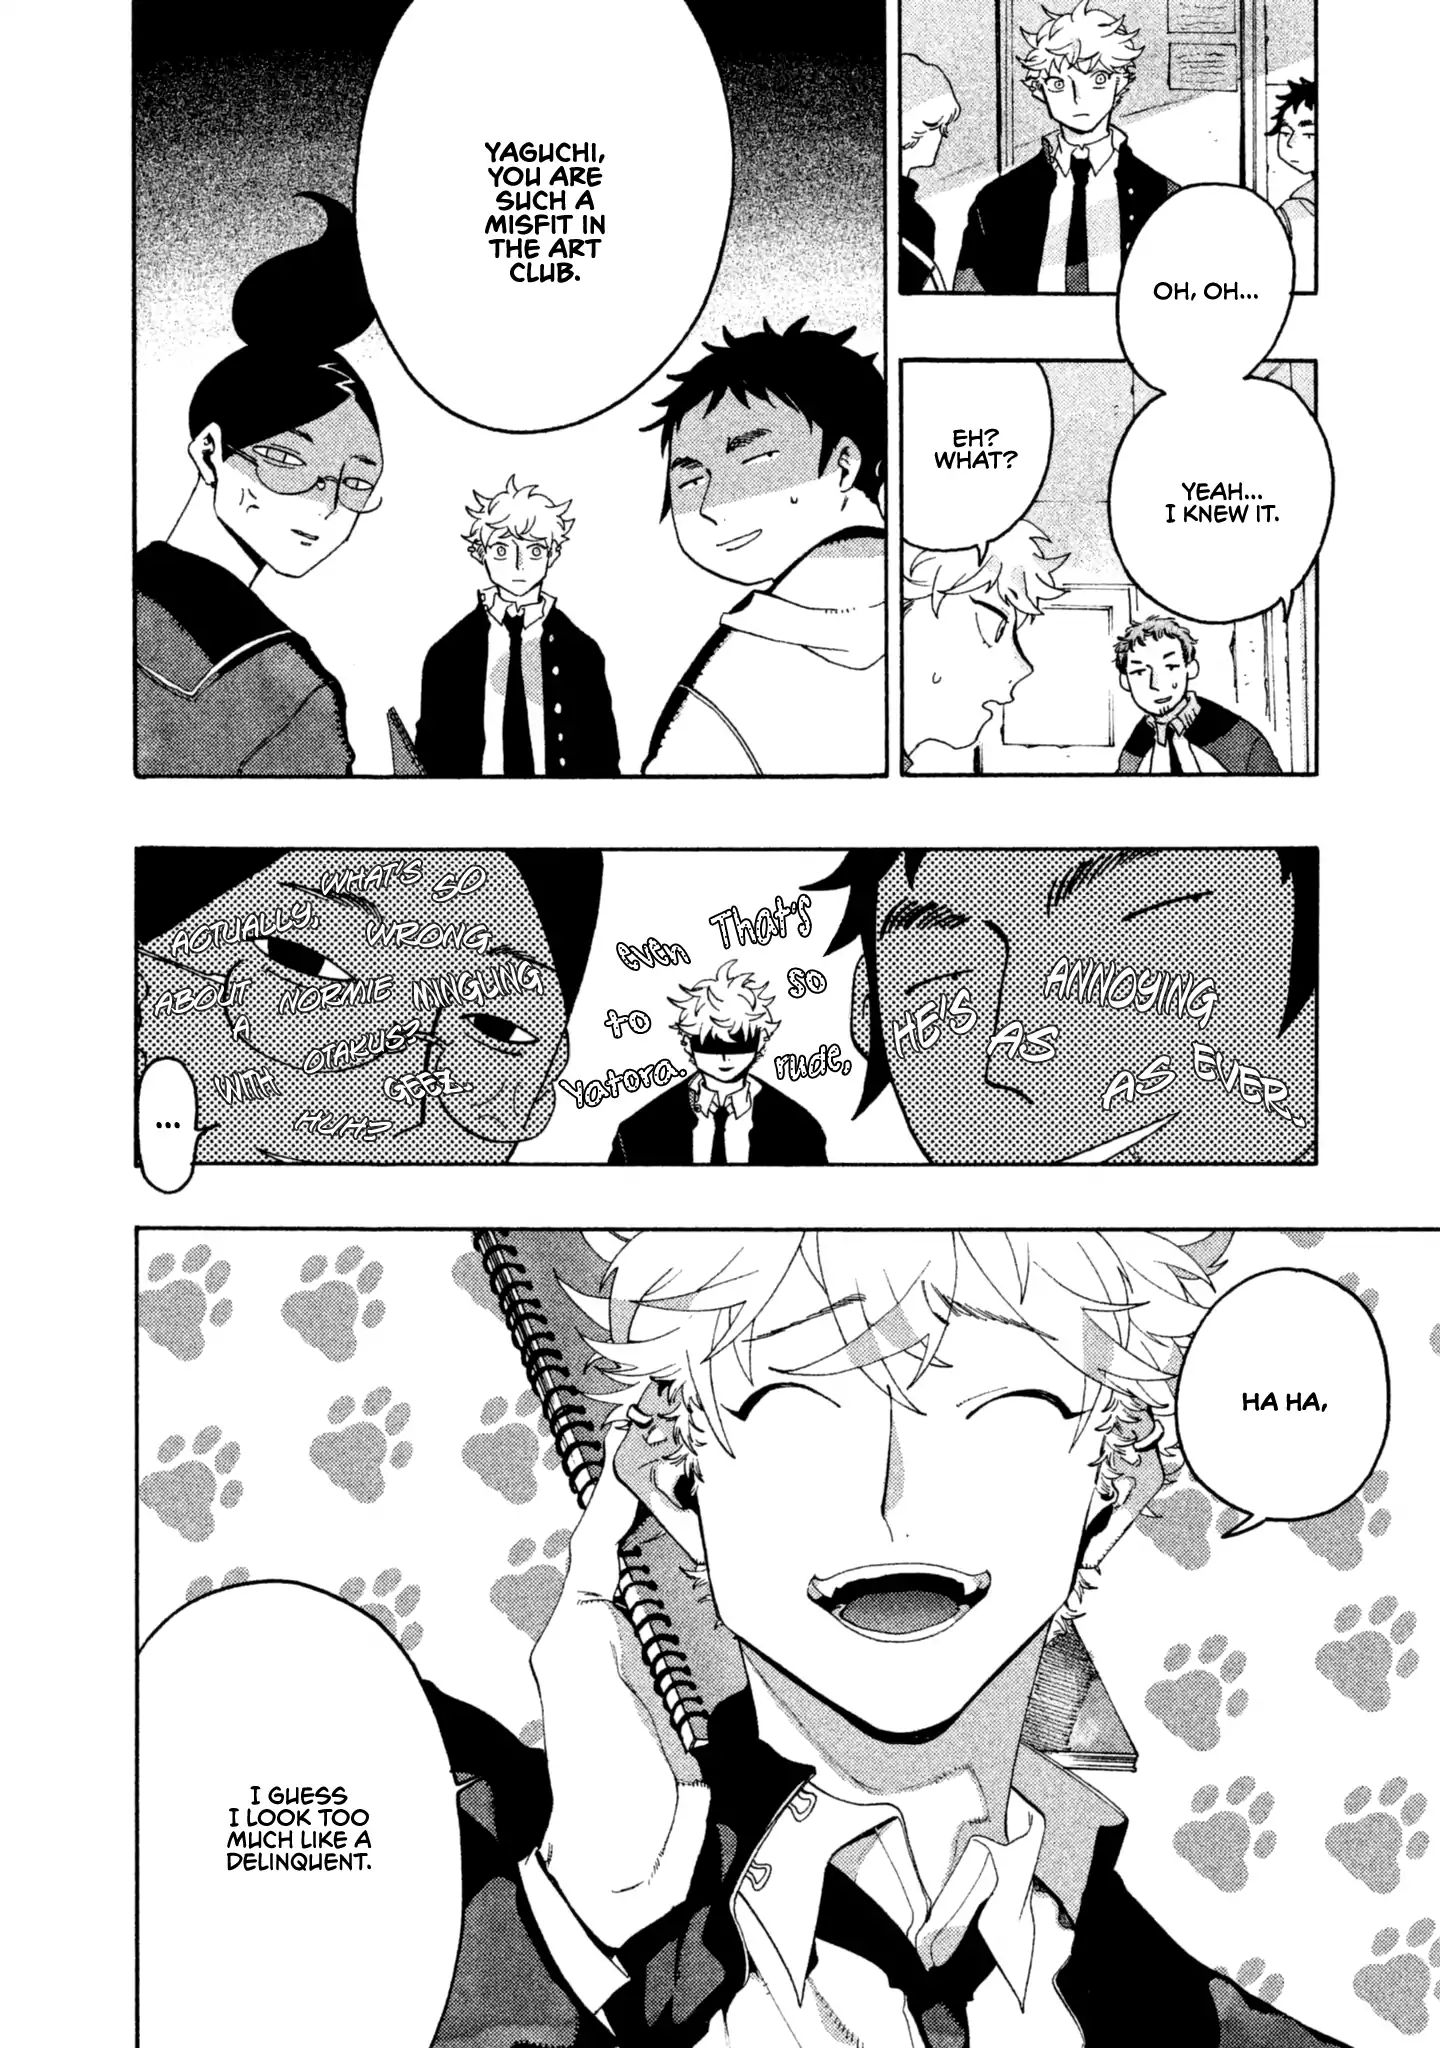 OH, OH...
YEAH...
I KNEW IT.
EH?
WHAT?
YAGUCHI,
YOU ARE
SUCH A
MISFIT IN
THE ART
CLUB.
HE'S AS
ANNOYING
AS EVER.
That's
so
rude,
even
to
Yatora.
WHAT'S SO
ACTUALLY, WRONG
ABOUT NORMIE MINGLING
A
WITH OTAKUS?
GEEZ.
HUH?
...
HA HA,
I GUESS
I LOOK TOO
MUCH LIKE A
DELINQUENT.